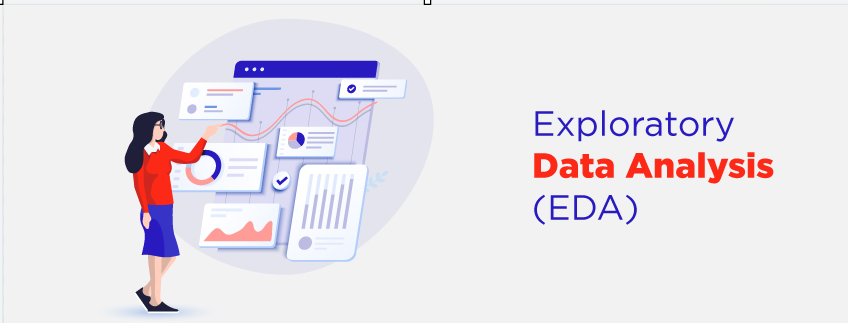 Exploratory
Data Analysis
(EDA)